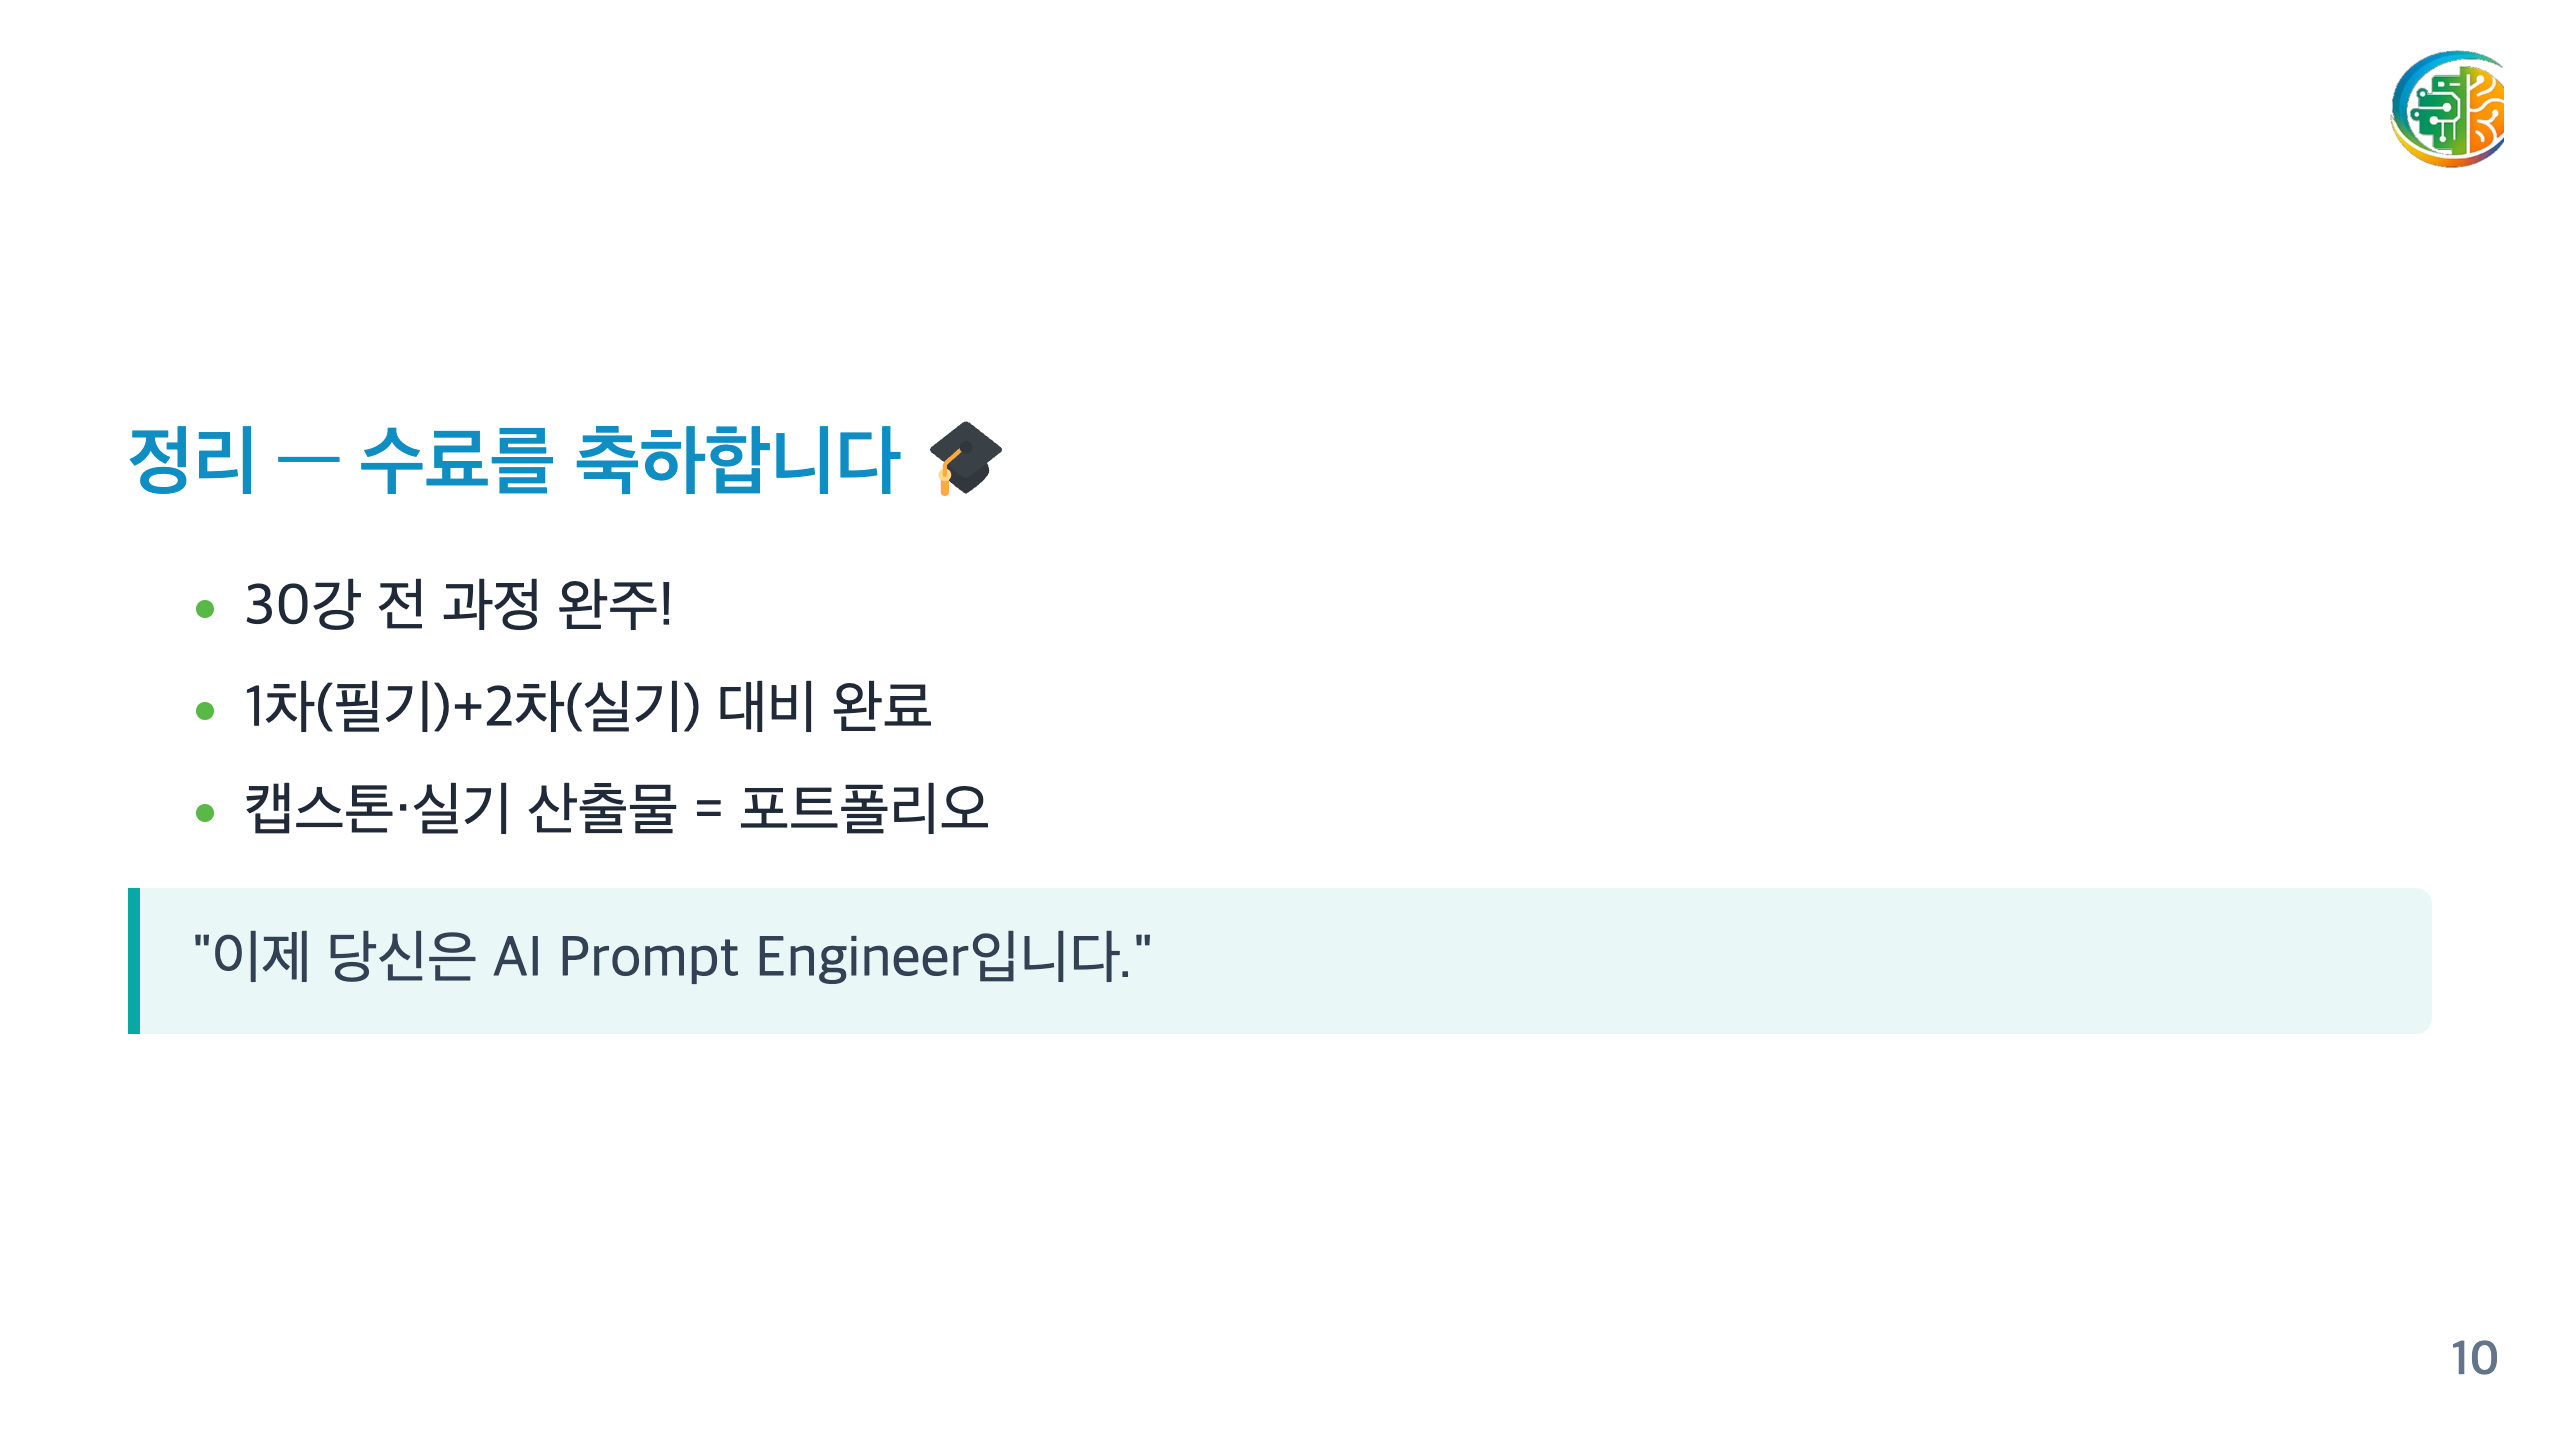 정리 — 수료를 축하합니다 🎓
• 30강 전 과정 완주!
• 1차(필기)+2차(실기) 대비 완료
• 캡스톤·실기 산출물 = 포트폴리오
"이제 당신은 AI Prompt Engineer입니다."
10